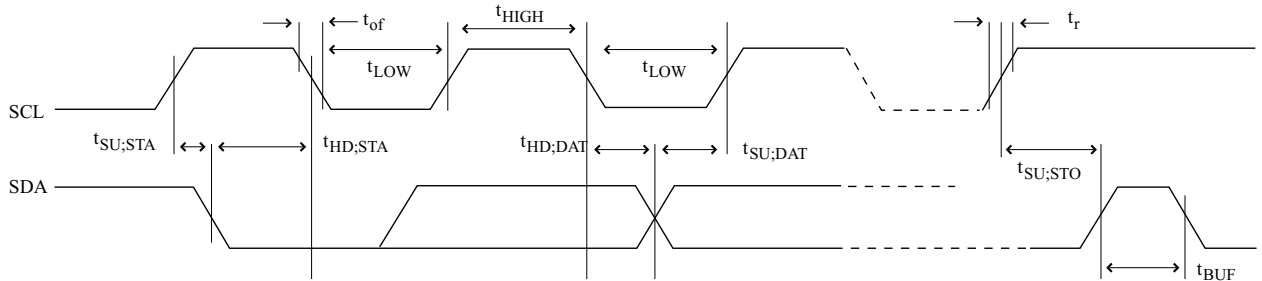 t_of
t_HIGH
t_r
t_LOW
t_LOW
SCL
t_SU;STA
t_HD;STA
t_HD;DAT
t_SU;DAT
t_SU;STO
SDA
t_BUF